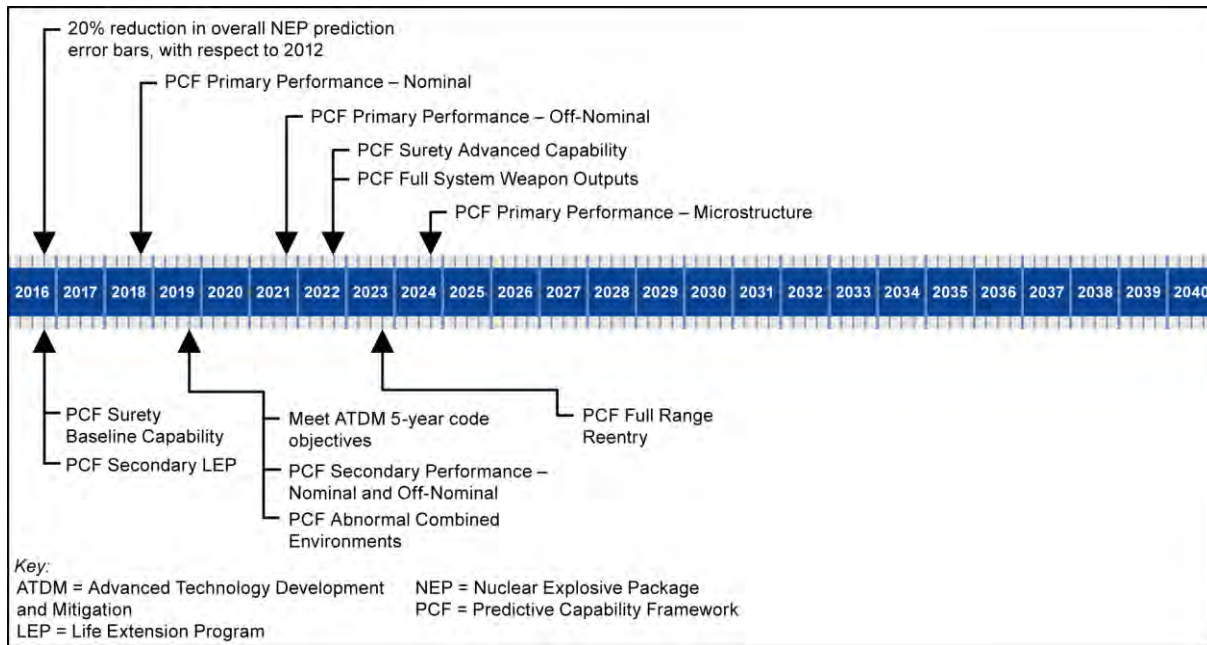 20% reduction in overall NEP prediction
error bars, with respect to 2012
PCF Primary Performance – Nominal
PCF Primary Performance – Off-Nominal
PCF Surety Advanced Capability
PCF Full System Weapon Outputs
PCF Primary Performance – Microstructure
2016 2017 2018 2019 2020 2021 2022 2023 2024 2025 2026 2027 2028 2029 2030 2031 2032 2033 2034 2035 2036 2037 2038 2039 2040
PCF Surety
Baseline Capability
PCF Secondary LEP
Meet ATDM 5-year code
objectives
PCF Secondary Performance –
Nominal and Off-Nominal
PCF Abnormal Combined
Environments
PCF Full Range
Reentry
Key:
ATDM = Advanced Technology Development
and Mitigation
LEP = Life Extension Program
NEP = Nuclear Explosive Package
PCF = Predictive Capability Framework